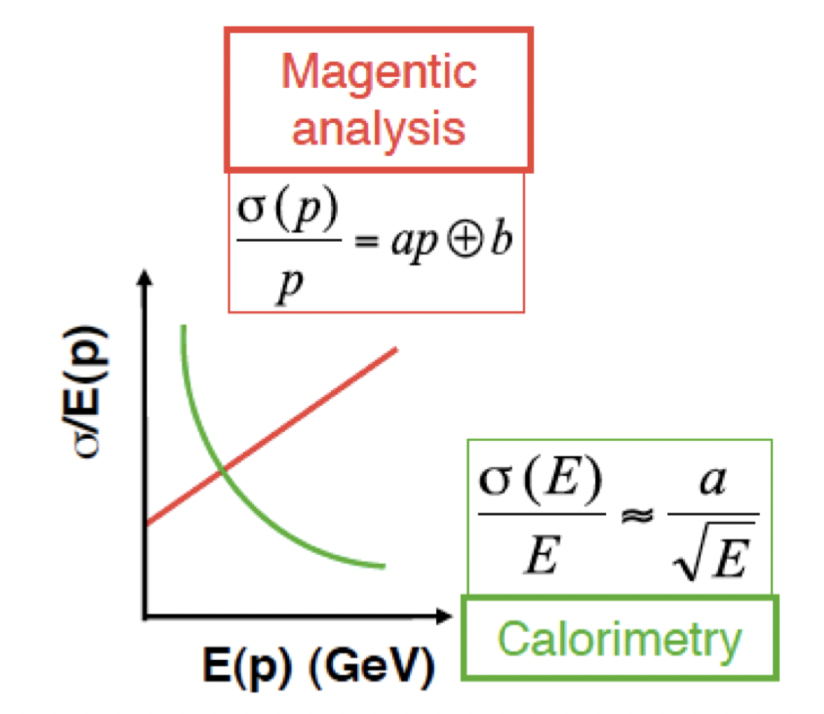 Magentic
analysis
σ(p)/p = ap ⊕ b
σ/E(p)
σ(E)/E ≈ a/√E
Calorimetry
E(p) (GeV)